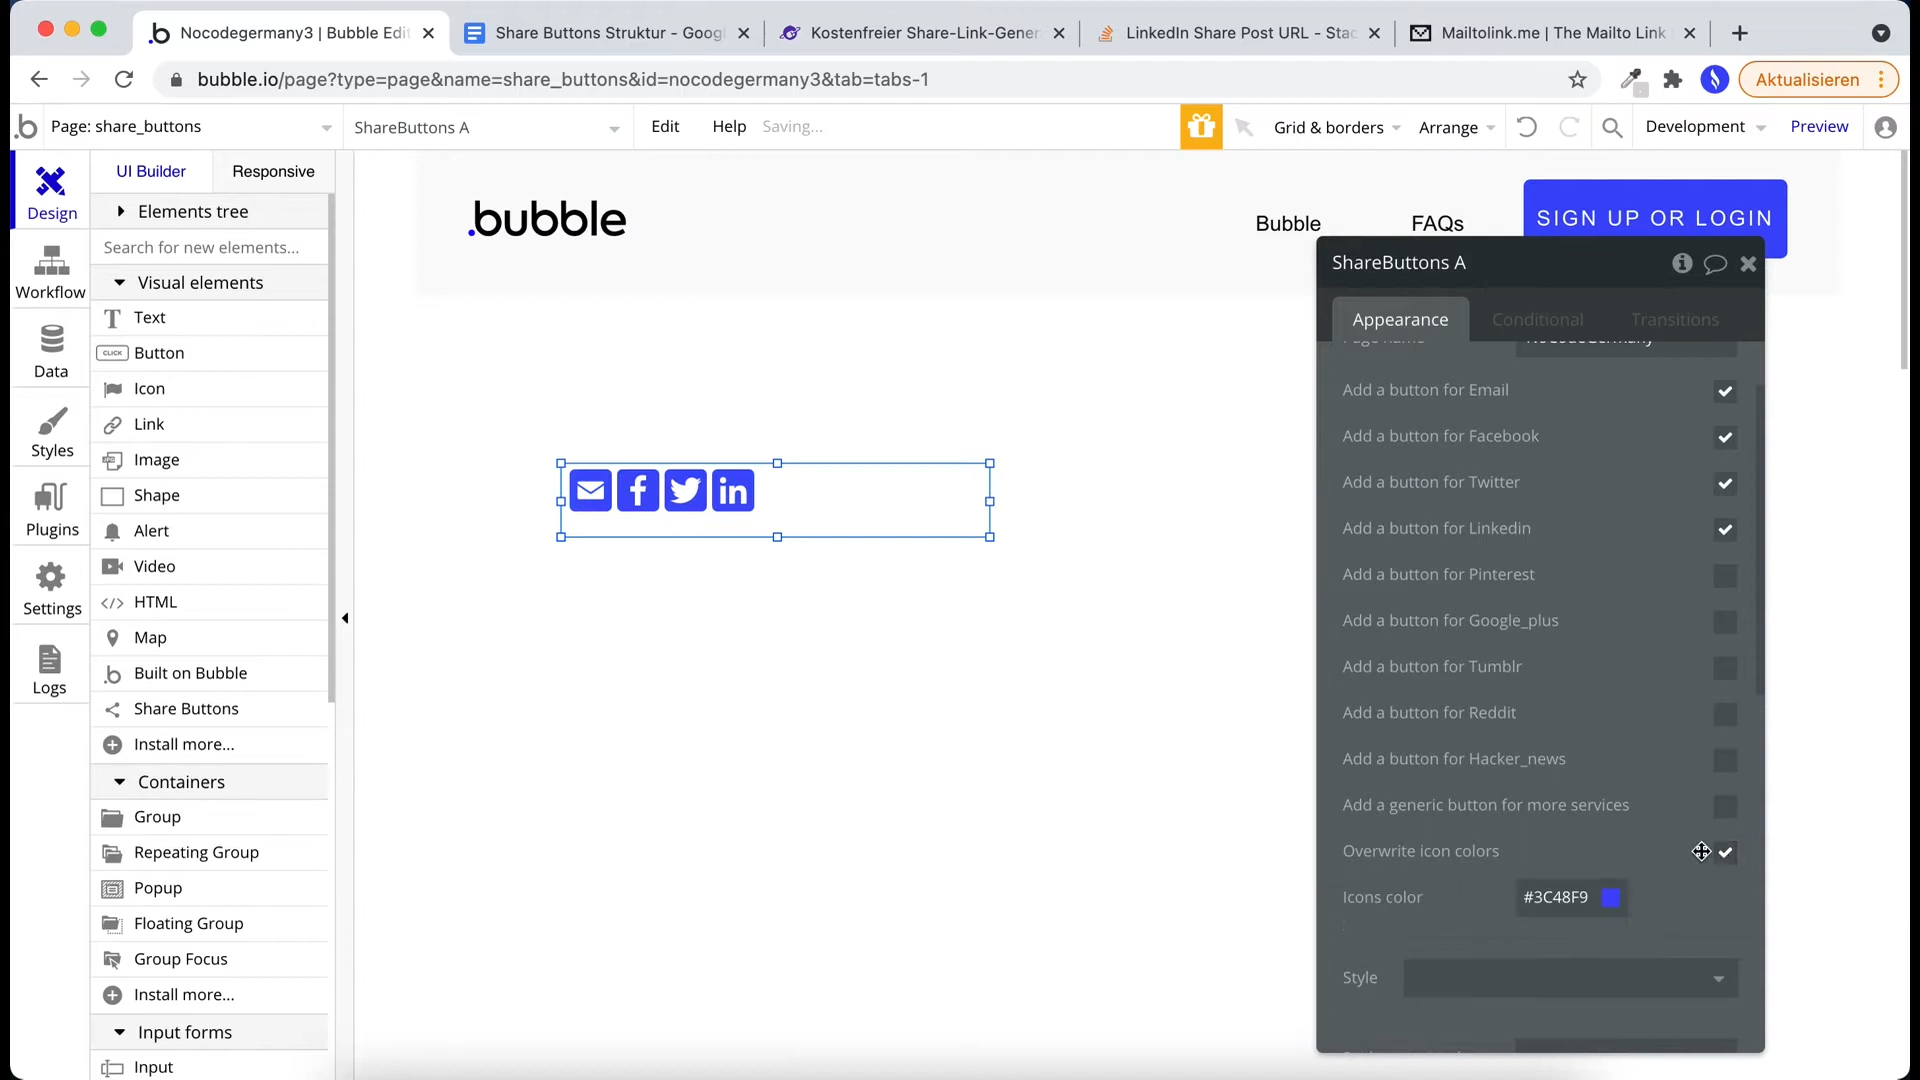 Nocodegermany3 | Bubble Edit
Share Buttons Struktur - Googl
Kostenfreier Share-Link-Gener
LinkedIn Share Post URL - Stac
Mailtolink.me | The Mailto Link
bubble.io/page?type=page&name=share_buttons&id=nocodegermany3&tab=tabs-1
Aktualisieren
Page: share_buttons
ShareButtons A
Edit
Help
Saving...
Grid & borders
Arrange
Development
Preview
Design
Workflow
Data
Styles
Plugins
Settings
Logs
UI Builder
Responsive
Elements tree
Search for new elements...
Visual elements
Text
CLICK
Button
Icon
Link
Image
Shape
Alert
Video
HTML
Map
Built on Bubble
Share Buttons
Install more...
Containers
Group
Repeating Group
Popup
Floating Group
Group Focus
Install more...
Input forms
Input
.bubble
Bubble
FAQs
SIGN UP OR LOGIN
ShareButtons A
Appearance
Conditional
Transitions
Page name
NoCodeGermany
Add a button for Email
Add a button for Facebook
Add a button for Twitter
Add a button for Linkedin
Add a button for Pinterest
Add a button for Google_plus
Add a button for Tumblr
Add a button for Reddit
Add a button for Hacker_news
Add a generic button for more services
Overwrite icon colors
Icons color
#3C48F9
Style